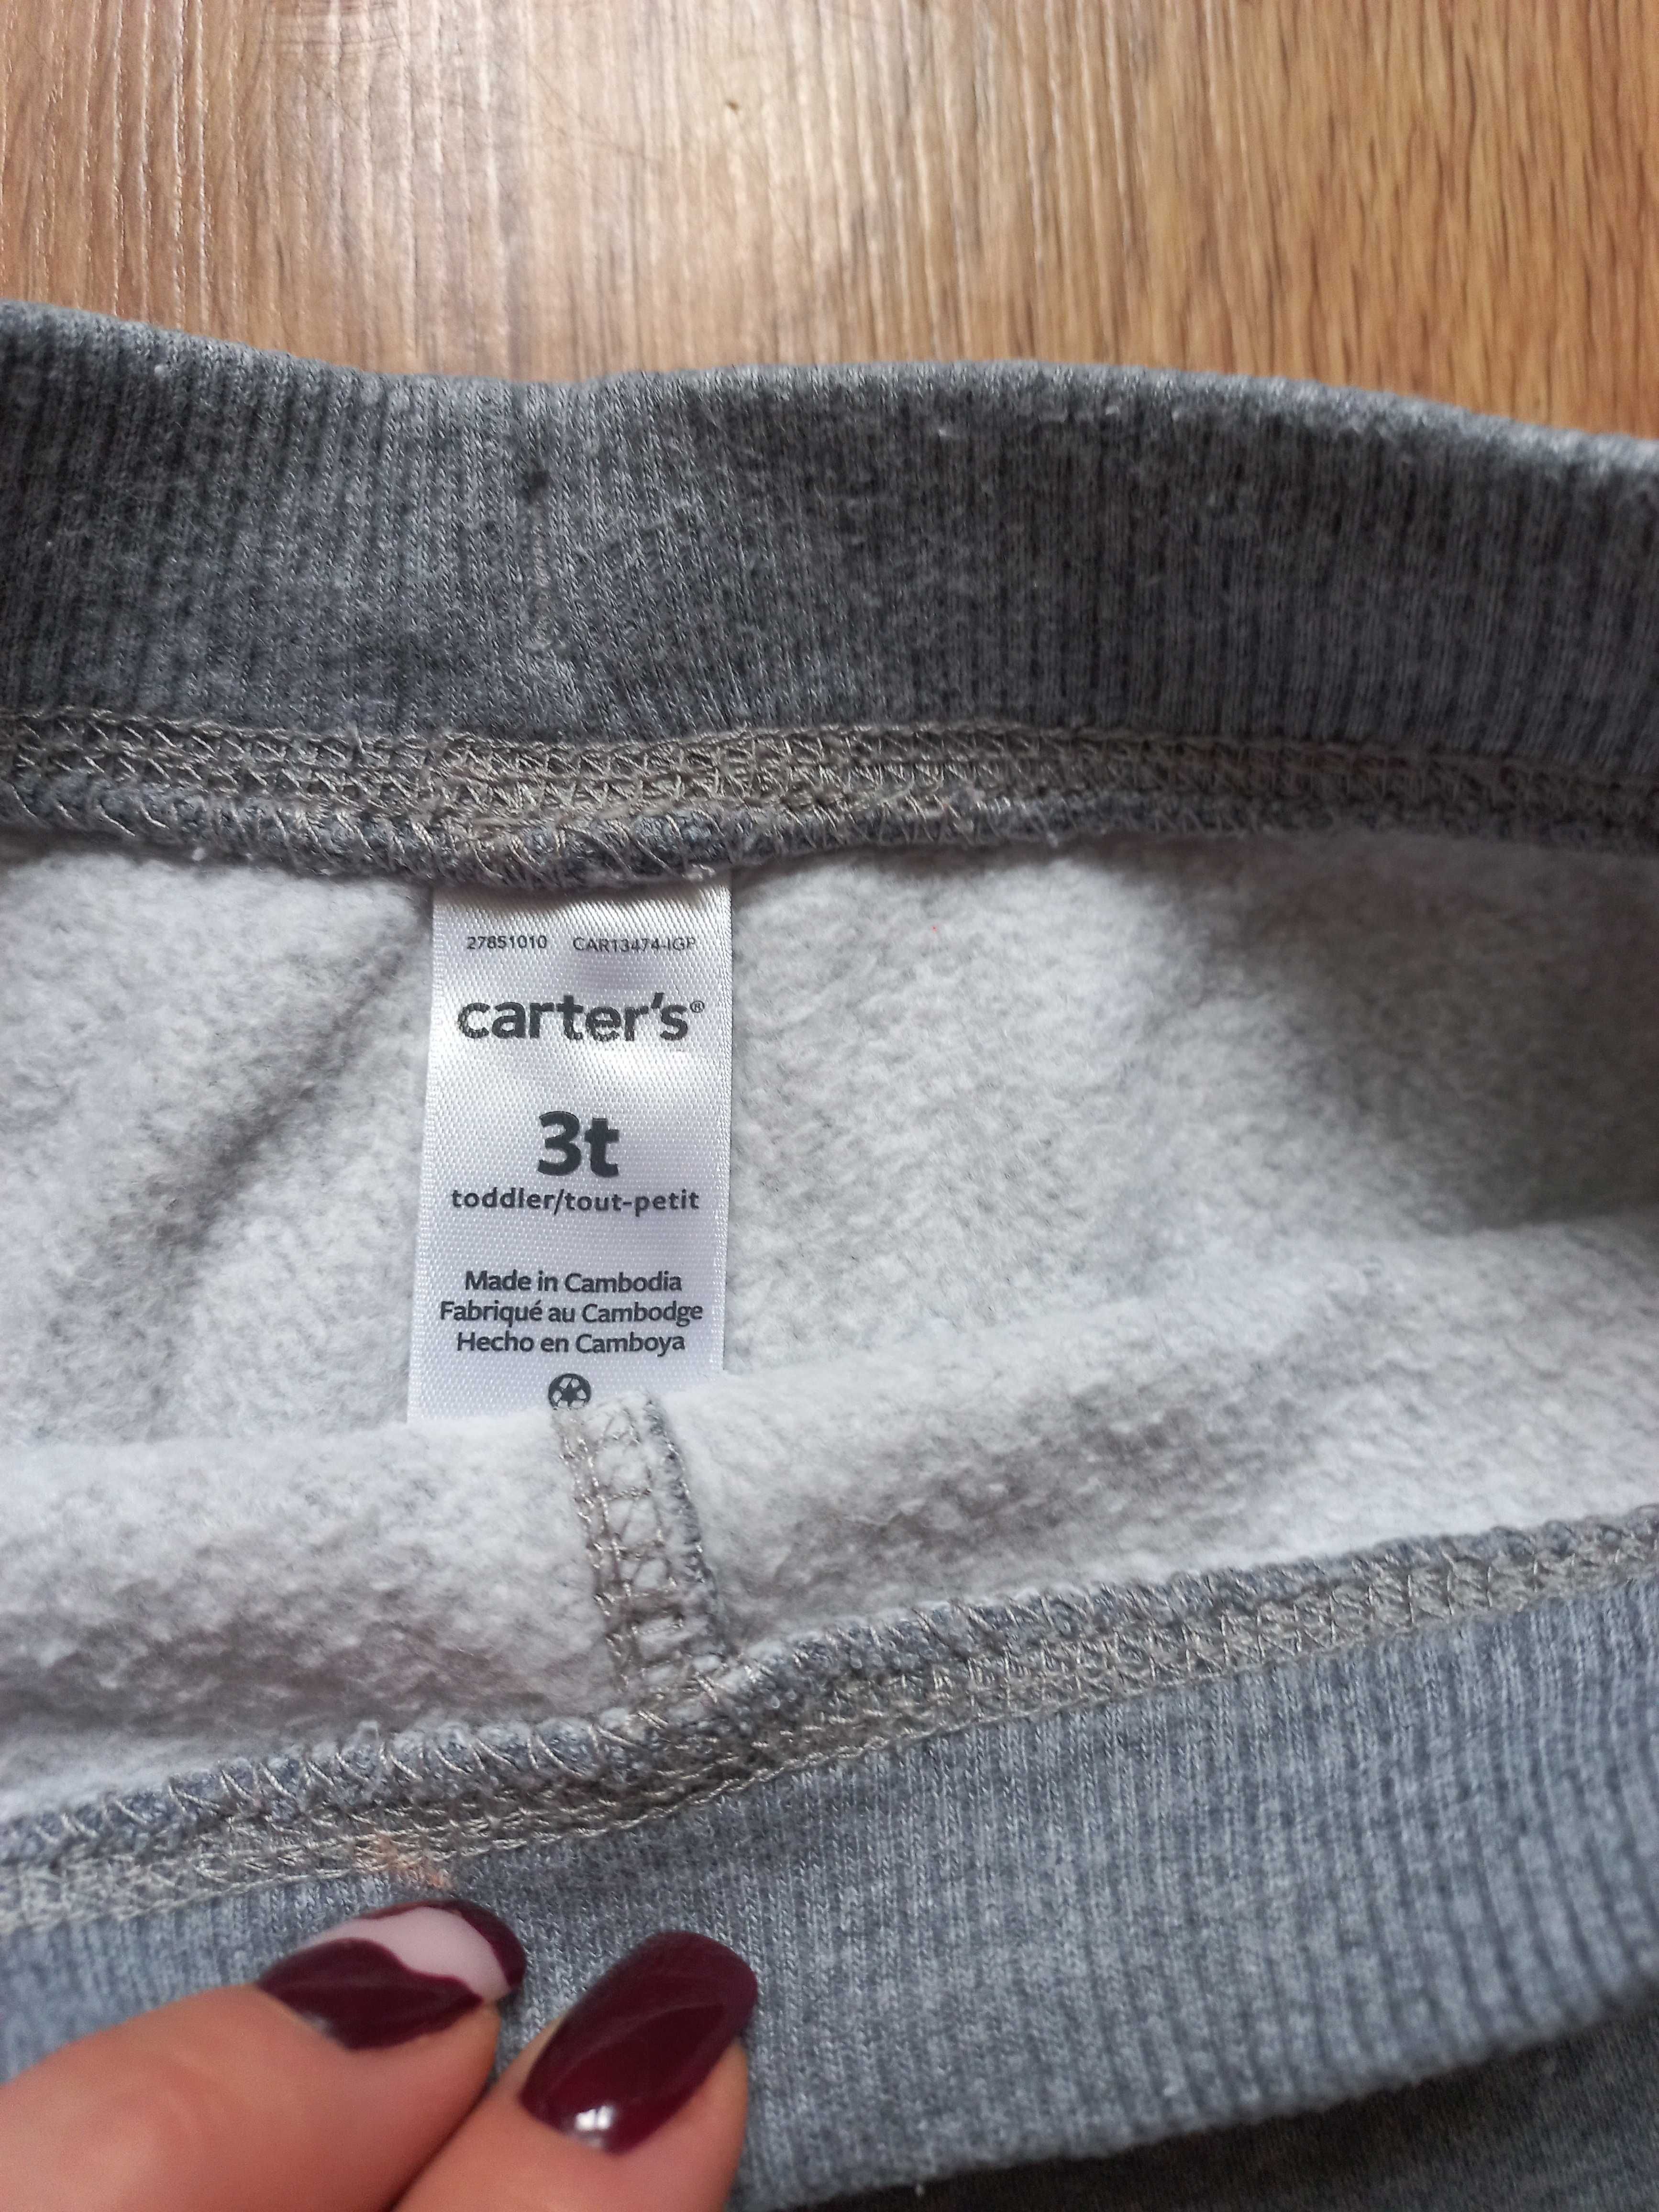 27851010 CAR13474-IGP
carter's®
3t
toddler/tout-petit
Made in Cambodia
Fabriqué au Cambodge
Hecho en Camboya